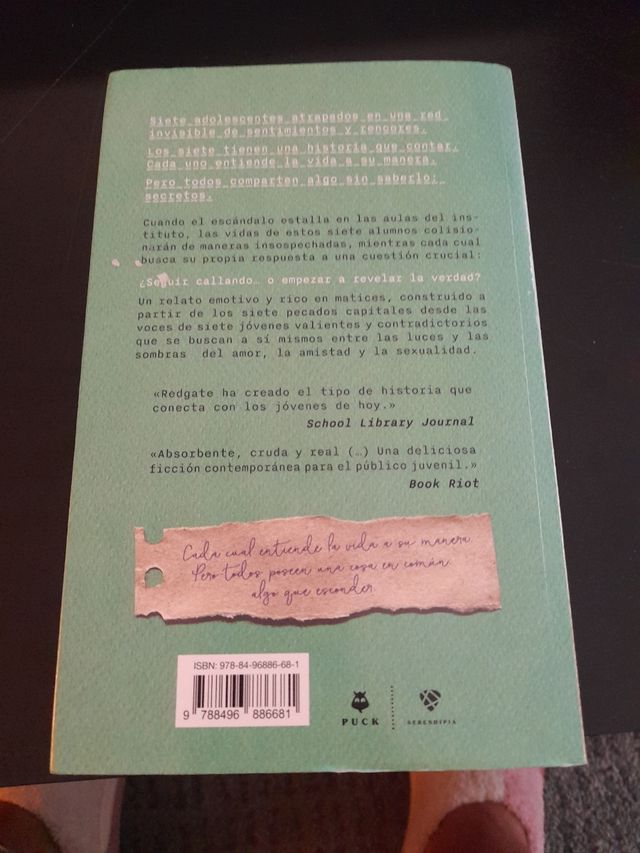 Siete adolescentes atrapados en una red
invisible de sentimientos y rencores.
Los siete tienen una historia que contar.
Cada uno entiende la vida a su manera.
Pero todos comparten algo sin saberlo:
secretos.
Cuando el escándalo estalla en las aulas del ins-
tituto, las vidas de estos siete alumnos colisio-
narán de maneras insospechadas, mientras cada cual
busca su propia respuesta a una cuestión crucial:
¿Seguir callando… o empezar a revelar la verdad?
Un relato emotivo y rico en matices, construido a
partir de los siete pecados capitales desde las
voces de siete jóvenes valientes y contradictorios
que se buscan a sí mismos entre las luces y las
sombras del amor, la amistad y la sexualidad.
«Redgate ha creado el tipo de historia que
conecta con los jóvenes de hoy.»
School Library Journal
«Absorbente, cruda y real (…) Una deliciosa
ficción contemporánea para el público juvenil.»
Book Riot
Cada cual entiende la vida a su manera.
Pero todos poseen una cosa en común:
algo que esconder.
ISBN: 978-84-96886-68-1
9 788496 886681
PUCK
SERENDIPIA